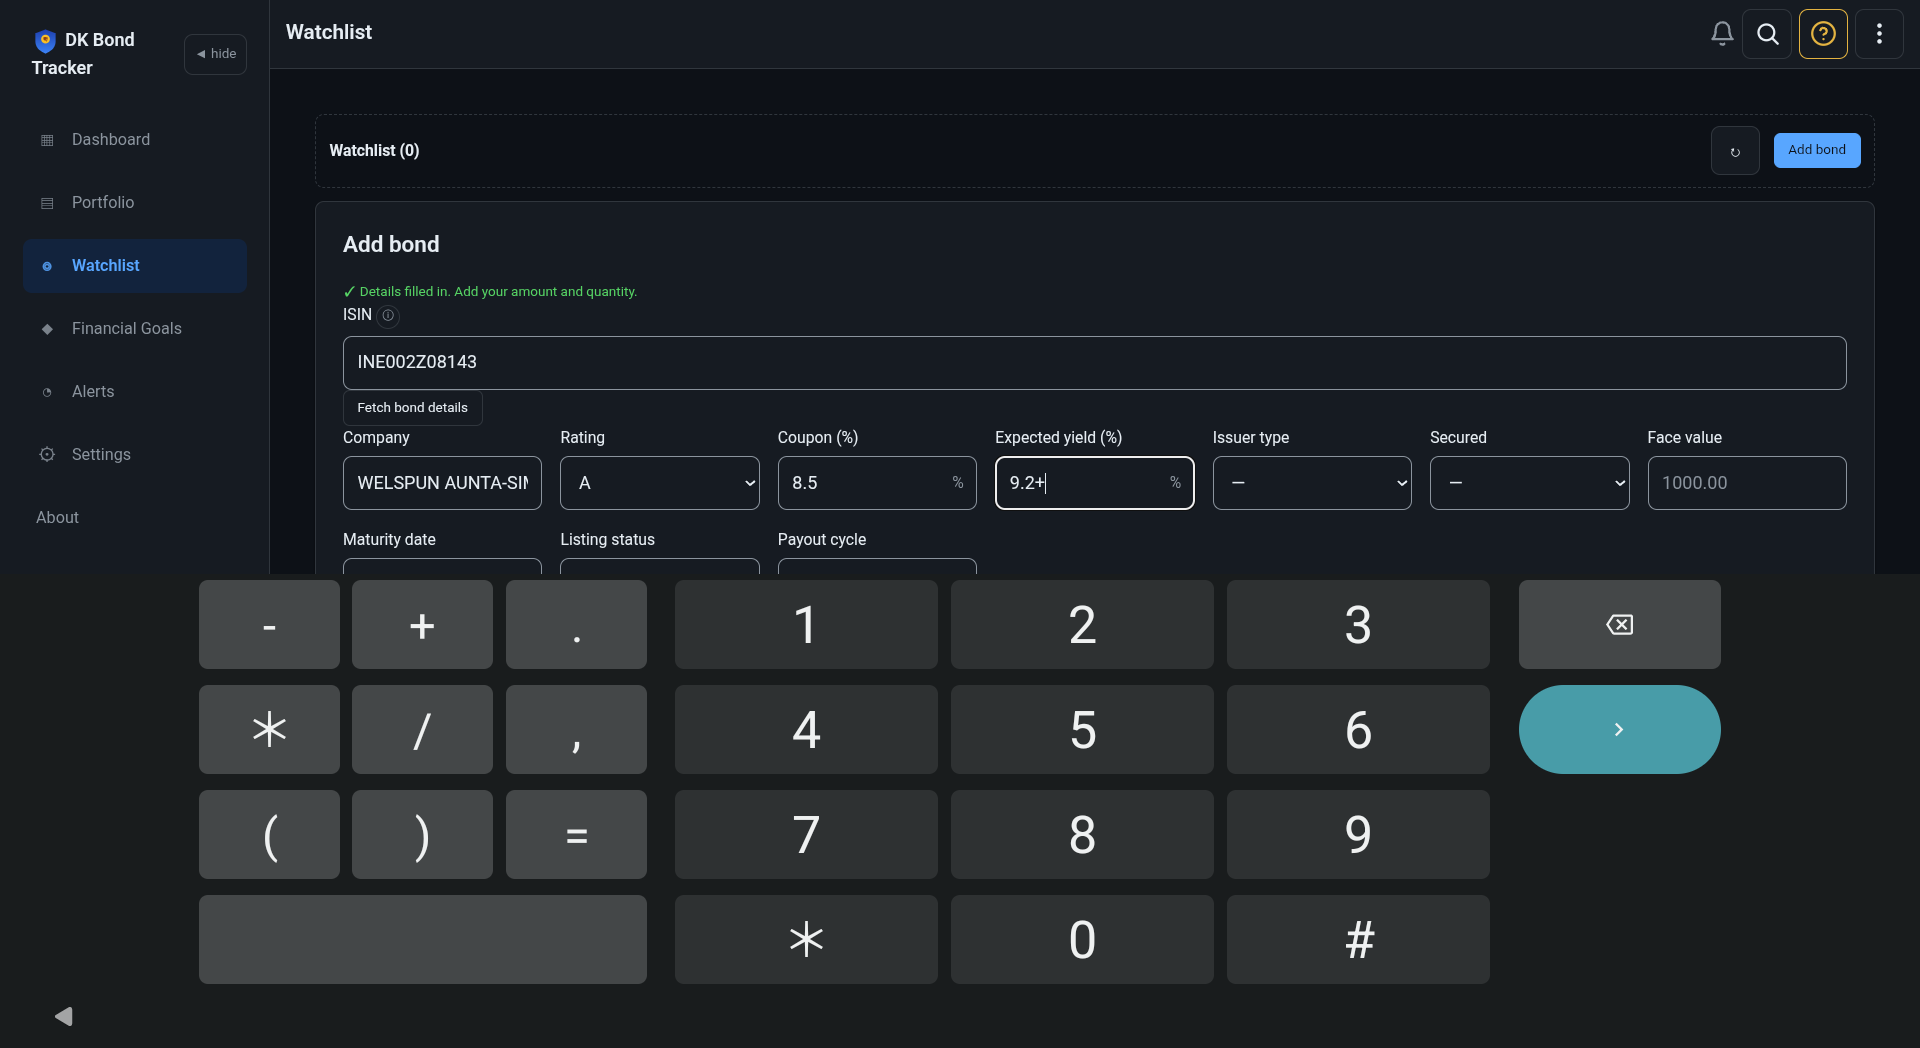 DK Bond
Tracker
◄ hide
Watchlist
Dashboard
Portfolio
Watchlist
Financial Goals
Alerts
Settings
About
Watchlist (0)
↻
Add bond
Add bond
✓ Details filled in. Add your amount and quantity.
ISIN ⓘ
INE002Z08143
Fetch bond details
Company Rating Coupon (%) Expected yield (%) Issuer type Secured Face value
WELSPUN AUNTA-SIM A 8.5 % 9.2+ % — — 1000.00
Maturity date Listing status Payout cycle
- + . 1 2 3
* / , 4 5 6 >
( ) = 7 8 9
* 0 #